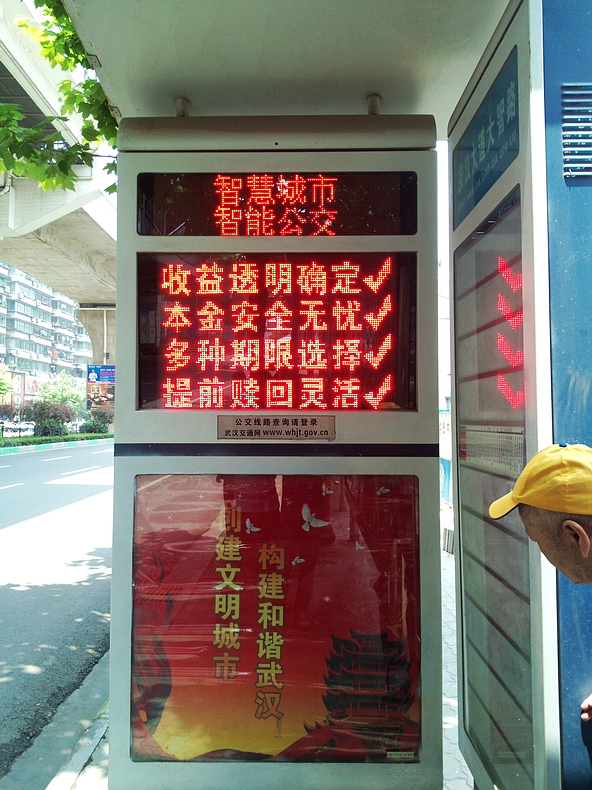 智慧城市
智能公交
收益透明确定✓
本金安全无忧✓
多种期限选择✓
提前赎回灵活✓
公交线路查询请登录
武汉交通网 www.whjt.gov.cn
创建文明城市
构建和谐武汉